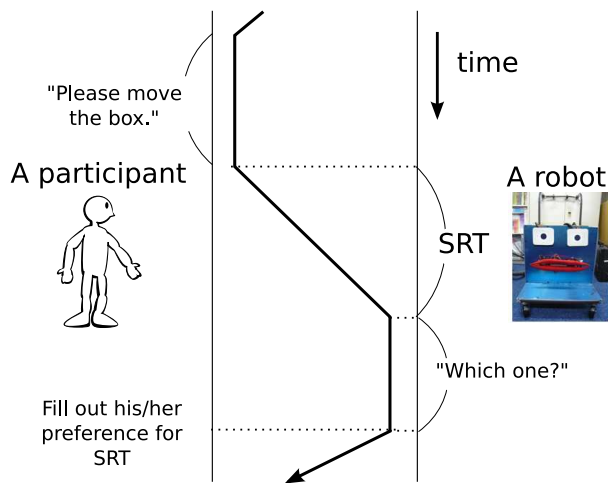 time
"Please move
the box."
A participant
A robot
SRT
"Which one?"
Fill out his/her
preference for
SRT